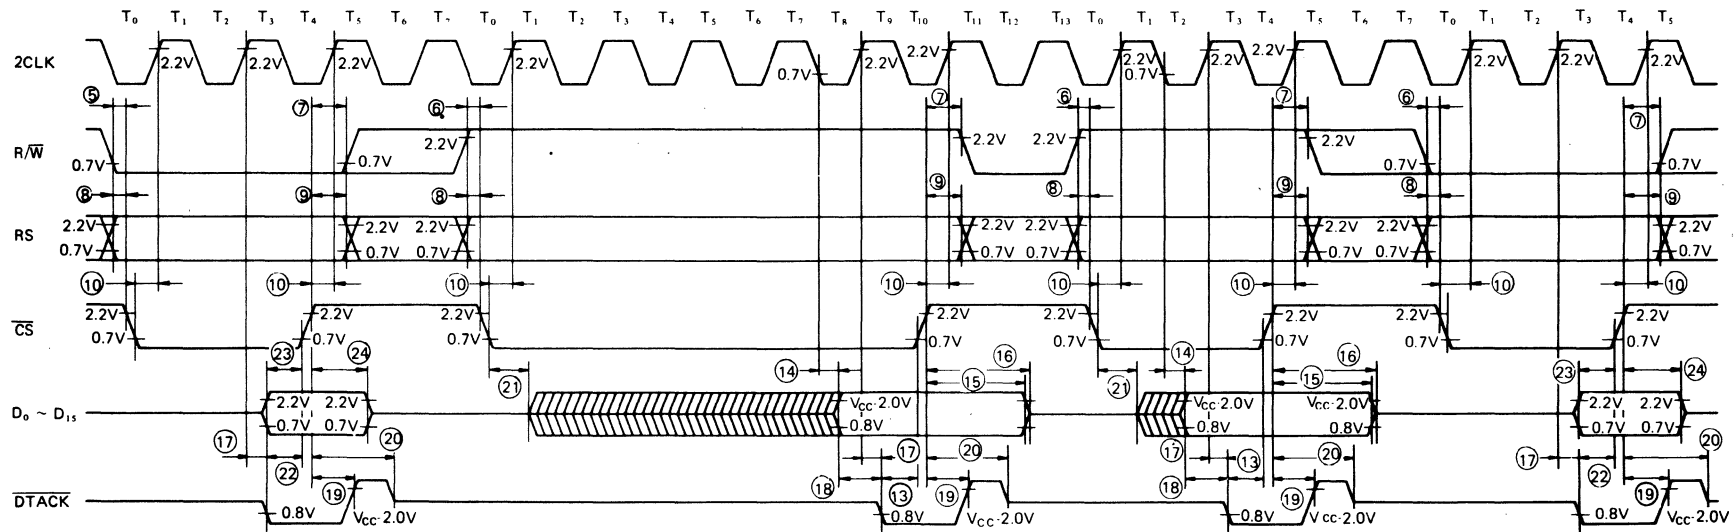 T₀ T₁ T₂ T₃ T₄ T₅ T₆ T₇ T₀ T₁ T₂ T₃ T₄ T₅ T₆ T₇ T₈ T₉ T₁₀ T₁₁ T₁₂ T₁₃ T₀ T₁ T₂ T₃ T₄ T₅ T₆ T₇ T₀ T₁ T₂ T₃ T₄ T₅
2CLK 2.2V 2.2V 2.2V 2.2V 0.7V 2.2V 2.2V 2.2V 0.7V 2.2V 2.2V 2.2V 2.2V 2.2V
⑤ ⑦ ⑥ ⑦ ⑥ ⑦ ⑥ ⑦
R/W̅ 0.7V 0.7V 2.2V 2.2V 2.2V 2.2V 0.7V 0.7V
⑧ ⑨ ⑧ ⑨ ⑧ ⑨ ⑧ ⑨
RS 2.2V 2.2V 2.2V 2.2V 2.2V 2.2V 2.2V 2.2V
0.7V 0.7V 0.7V 0.7V 0.7V 0.7V 0.7V 0.7V
⑩ ⑩ ⑩ ⑩ ⑩ ⑩ ⑩ ⑩
C̅S̅ 2.2V 2.2V 2.2V 2.2V 2.2V 2.2V 2.2V 2.2V
0.7V 0.7V 0.7V 0.7V 0.7V 0.7V 0.7V 0.7V
㉓ ㉔ ㉑ ⑭ ⑮ ⑯ ㉑ ⑭ ⑮ ⑯ ㉓ ㉔
D₀ ~ D₁₅ 2.2V 2.2V VCC-2.0V VCC-2.0V VCC-2.0V 2.2V 2.2V
0.7V 0.7V 0.8V 0.8V 0.8V 0.7V 0.7V
⑰ ⑳ ⑰ ⑳ ⑰ ⑬ ⑳ ⑰ ⑳
㉒ ⑲ ⑱ ⑬ ⑲ ⑱ ⑲ ㉒ ⑲
D̅T̅A̅C̅K̅ 0.8V VCC-2.0V 0.8V VCC-2.0V 0.8V VCC-2.0V 0.8V VCC-2.0V